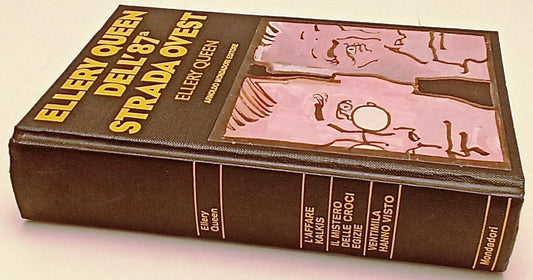 ELLERY QUEEN
DELL'87ª
STRADA OVEST
ELLERY QUEEN
ARNOLDO MONDADORI EDITORE
Ellery
Queen
L'AFFARE
KALKIS
IL MISTERO
DELLE CROCI
EGIZIE
VENTIMILA
HANNO VISTO
Mondadori